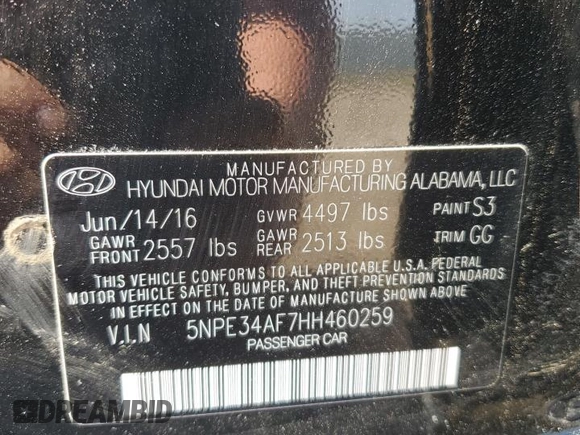 MANUFACTURED BY
HYUNDAI MOTOR MANUFACTURING ALABAMA, LLC
Jun/14/16 GVWR 4497 lbs PAINT S3
GAWR FRONT 2557 lbs GAWR REAR 2513 lbs TRIM GG
THIS VEHICLE CONFORMS TO ALL APPLICABLE U.S.A. FEDERAL
MOTOR VEHICLE SAFETY, BUMPER, AND THEFT PREVENTION STANDARDS
IN EFFECT ON THE DATE OF MANUFACTURE SHOWN ABOVE.
V.I.N 5NPE34AF7HH460259
PASSENGER CAR
DREAMBID